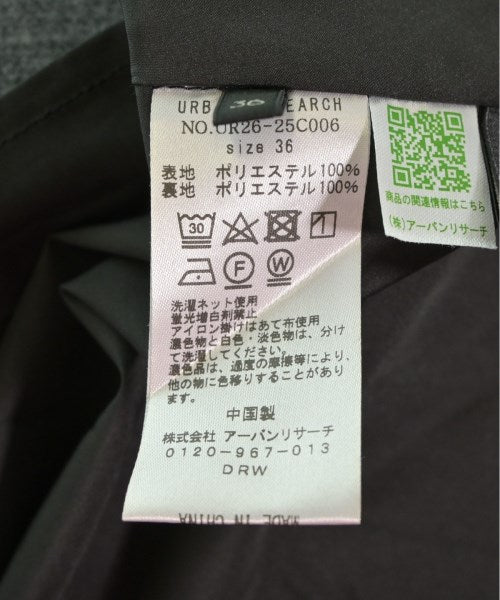 36
URB EARCH
NO.UR26-25C006
size 36
表地 ポリエステル100%
裏地 ポリエステル100%
30
F W
洗濯ネット使用
蛍光増白剤禁止
アイロン掛けはあて布使用
濃色物と白色・淡色物は、分け
て洗濯してください。
濃色品は、過度の摩擦等により、
他の物に色移りすることがあり
ます。
中国製
株式会社 アーバンリサーチ
0120-967-013
DRW
MADE IN CHINA
商品の関連情報はこちら
(株)アーバンリサーチ